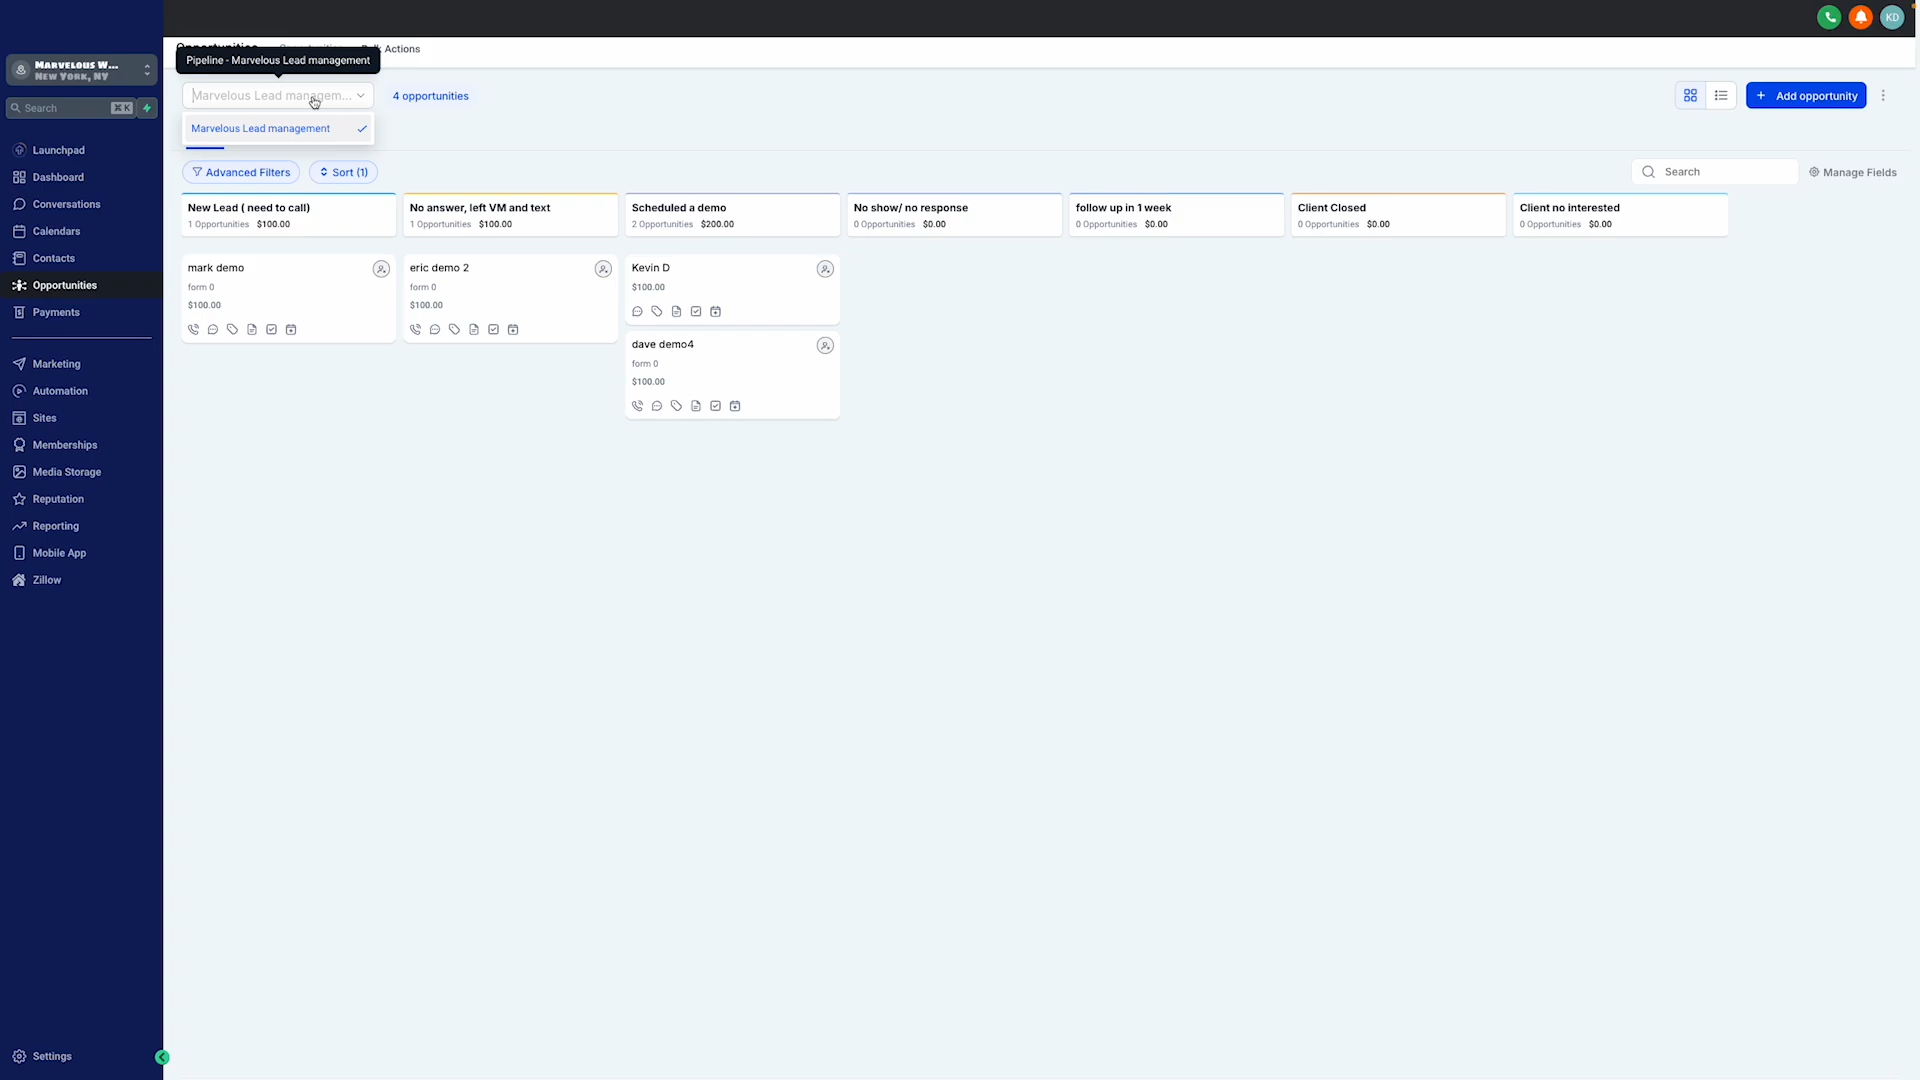 MARVELOUS W...
NEW YORK, NY
Search ⌘ K
Launchpad
Dashboard
Conversations
Calendars
Contacts
Opportunities
Payments
Marketing
Automation
Sites
Memberships
Media Storage
Reputation
Reporting
Mobile App
Zillow
Settings
KD
Actions
Pipeline - Marvelous Lead management
Marvelous Lead managem...
4 opportunities
Add opportunity
Marvelous Lead management
Advanced Filters
Sort (1)
Search
Manage Fields
New Lead ( need to call)
1 Opportunities $100.00
mark demo
form 0
$100.00
No answer, left VM and text
1 Opportunities $100.00
eric demo 2
form 0
$100.00
Scheduled a demo
2 Opportunities $200.00
Kevin D
$100.00
dave demo4
form 0
$100.00
No show/ no response
0 Opportunities $0.00
follow up in 1 week
0 Opportunities $0.00
Client Closed
0 Opportunities $0.00
Client no interested
0 Opportunities $0.00